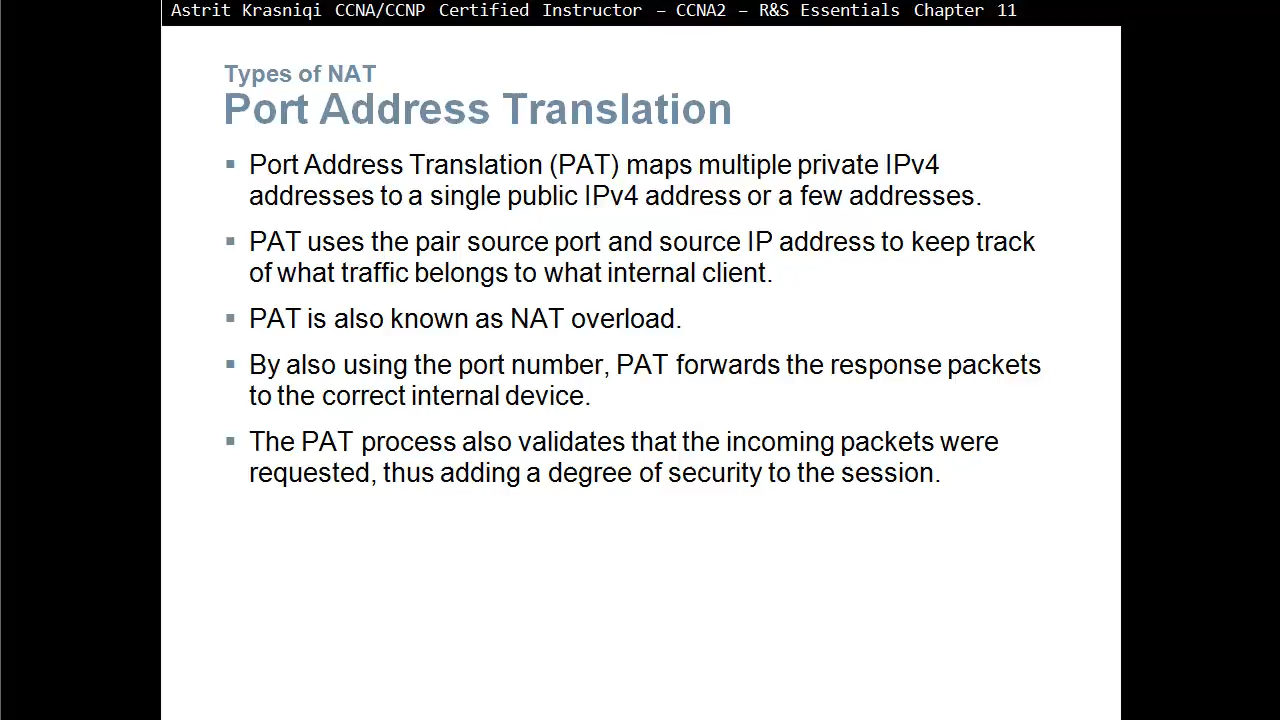 Astrit Krasniqi CCNA/CCNP Certified Instructor – CCNA2 – R&S Essentials Chapter 11
Types of NAT
Port Address Translation
▪ Port Address Translation (PAT) maps multiple private IPv4
addresses to a single public IPv4 address or a few addresses.
▪ PAT uses the pair source port and source IP address to keep track
of what traffic belongs to what internal client.
▪ PAT is also known as NAT overload.
▪ By also using the port number, PAT forwards the response packets
to the correct internal device.
▪ The PAT process also validates that the incoming packets were
requested, thus adding a degree of security to the session.